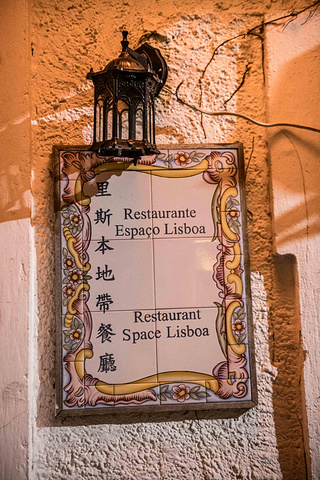 里斯本地帶餐廳
Restaurante
Espaço Lisboa
Restaurant
Space Lisboa